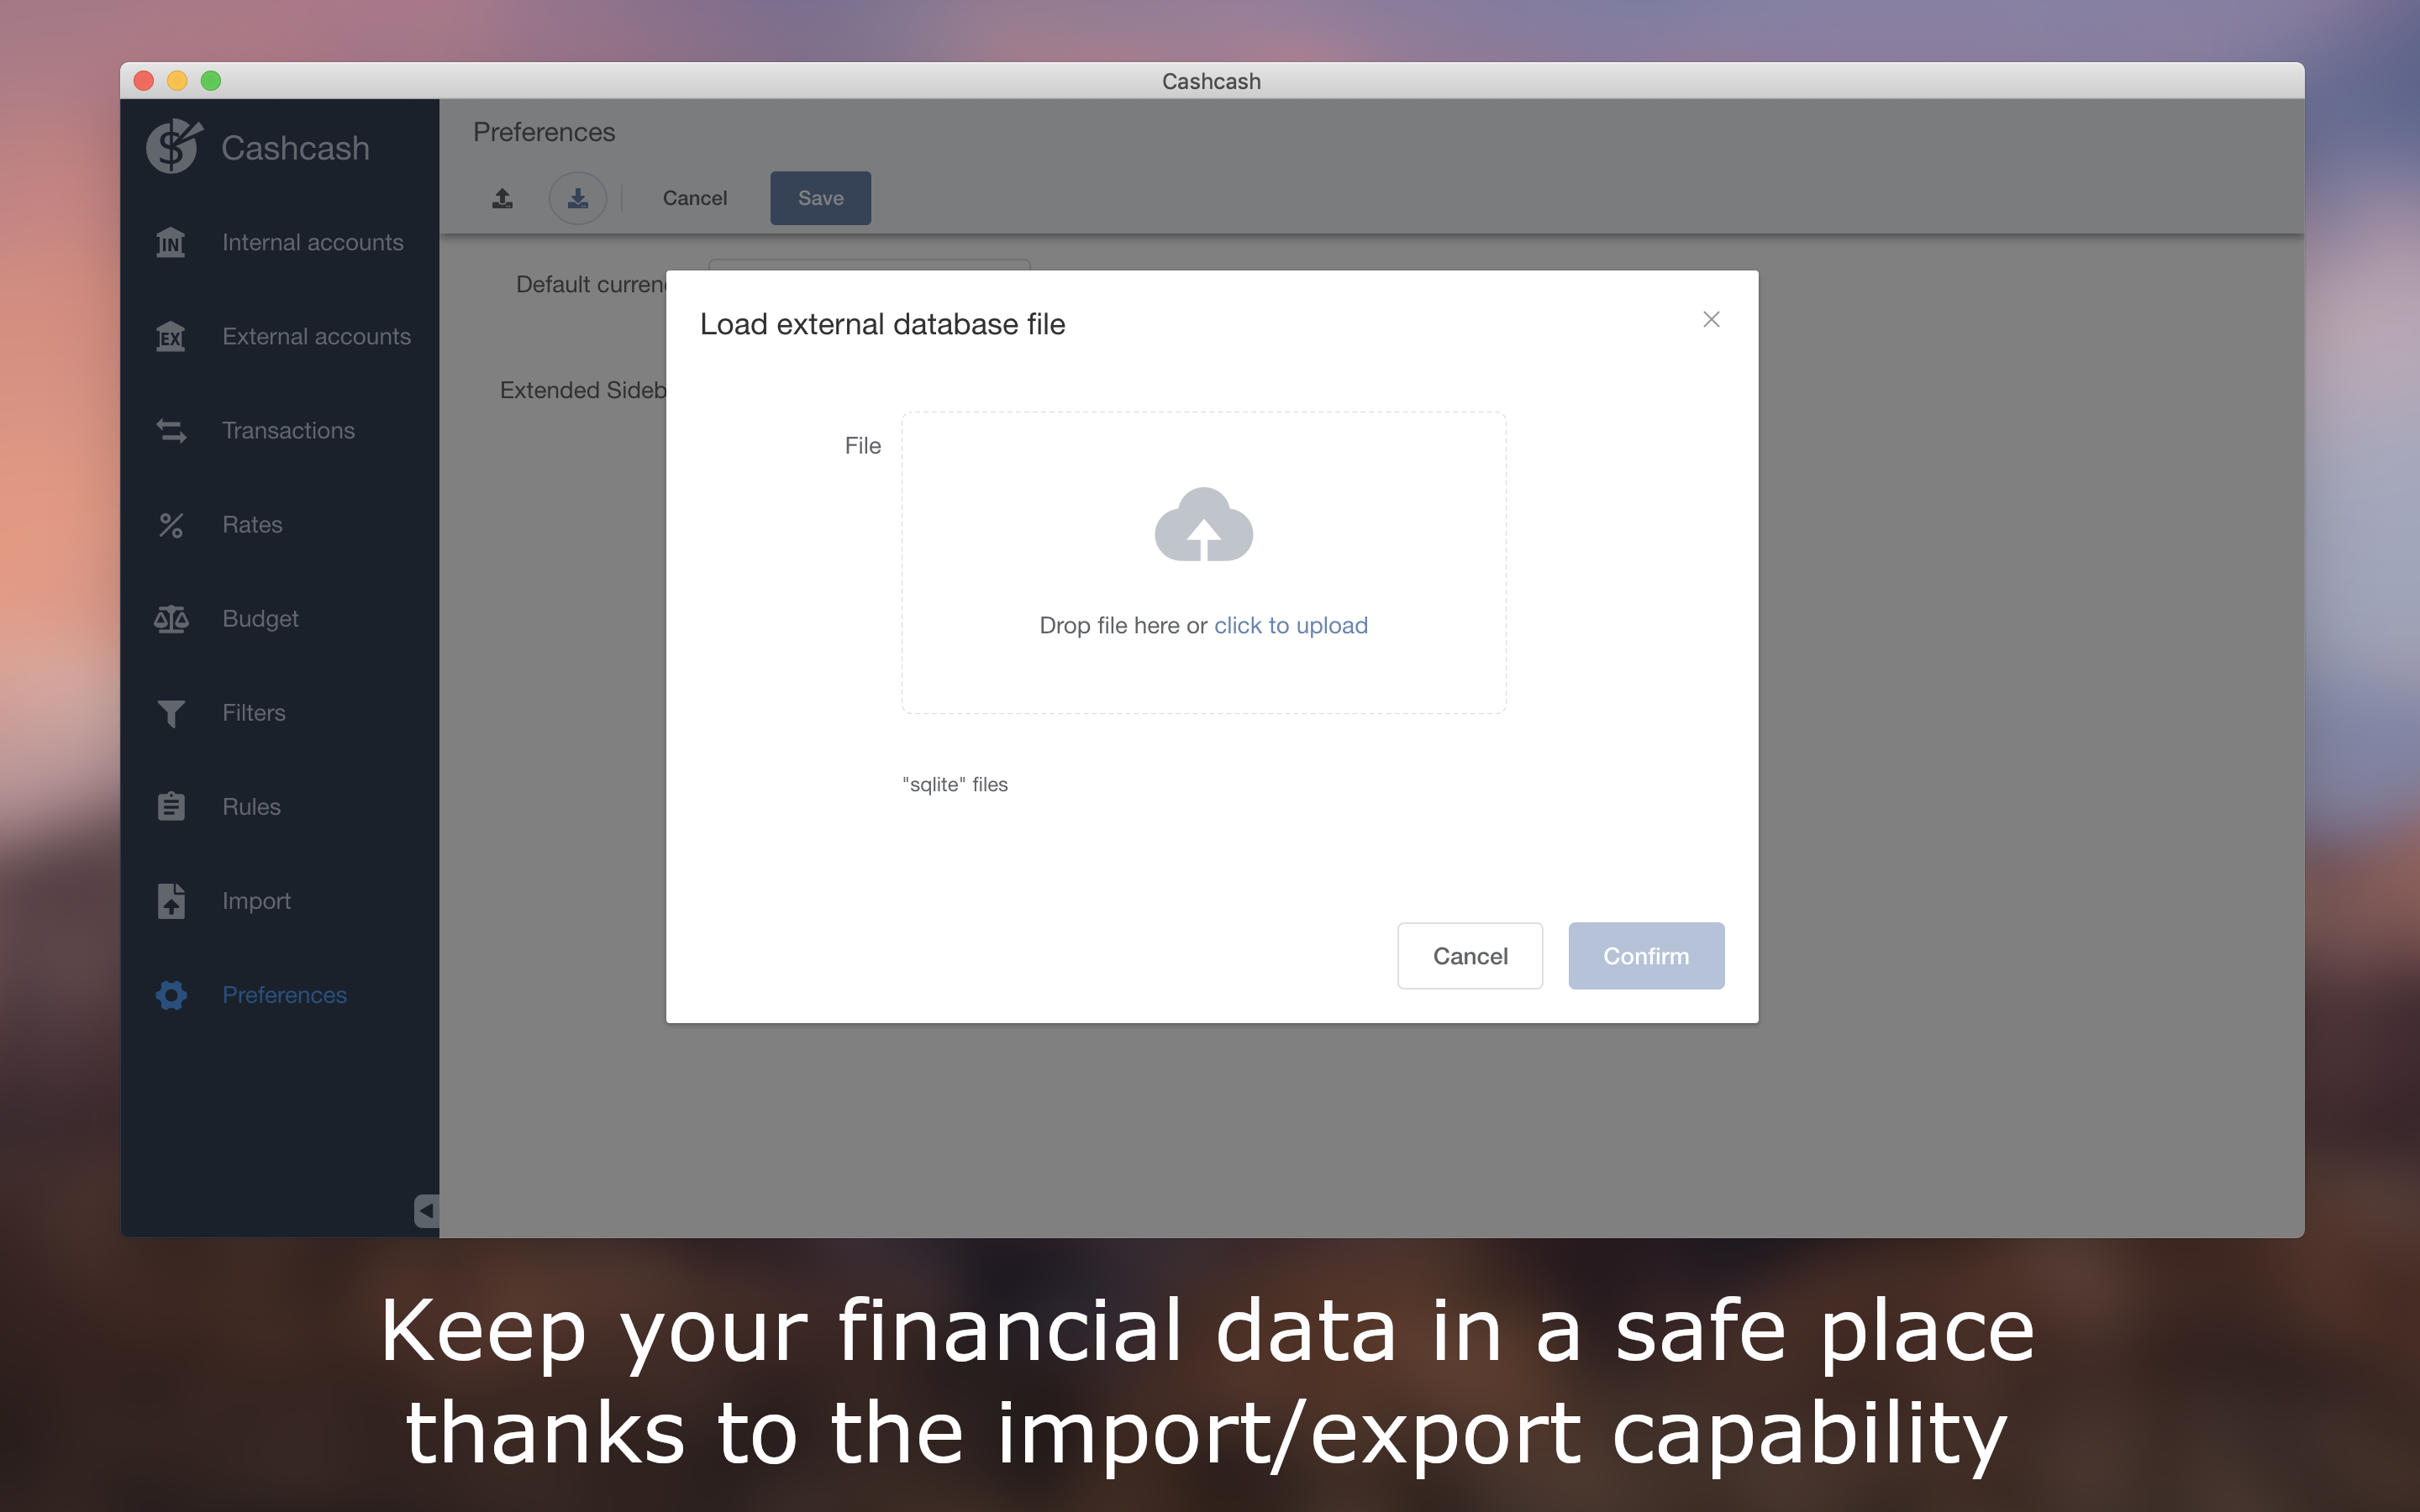 Cashcash
Cashcash
Internal accounts
External accounts
Transactions
Rates
Budget
Filters
Rules
Import
Preferences
Preferences
Cancel
Save
Default curren
Extended Sideb
Load external database file
File
Drop file here or click to upload
"sqlite" files
Cancel
Confirm
Keep your financial data in a safe place
thanks to the import/export capability